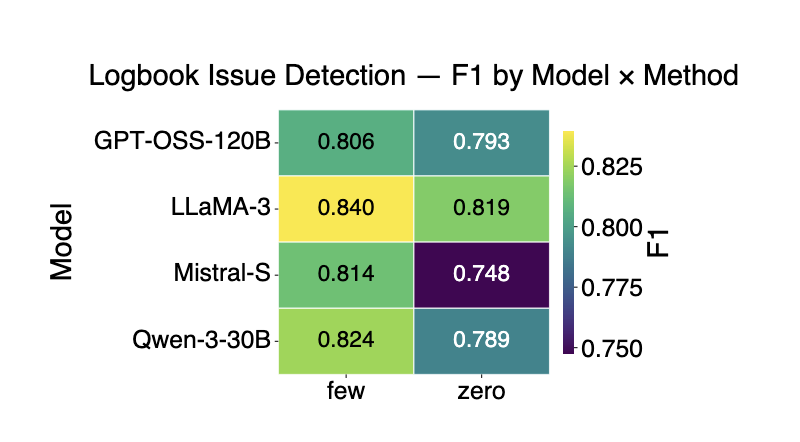 Logbook Issue Detection — F1 by Model × Method
Model
GPT-OSS-120B 0.806 0.793
LLaMA-3 0.840 0.819
Mistral-S 0.814 0.748
Qwen-3-30B 0.824 0.789
few zero
0.825
0.800
0.775
0.750
F1